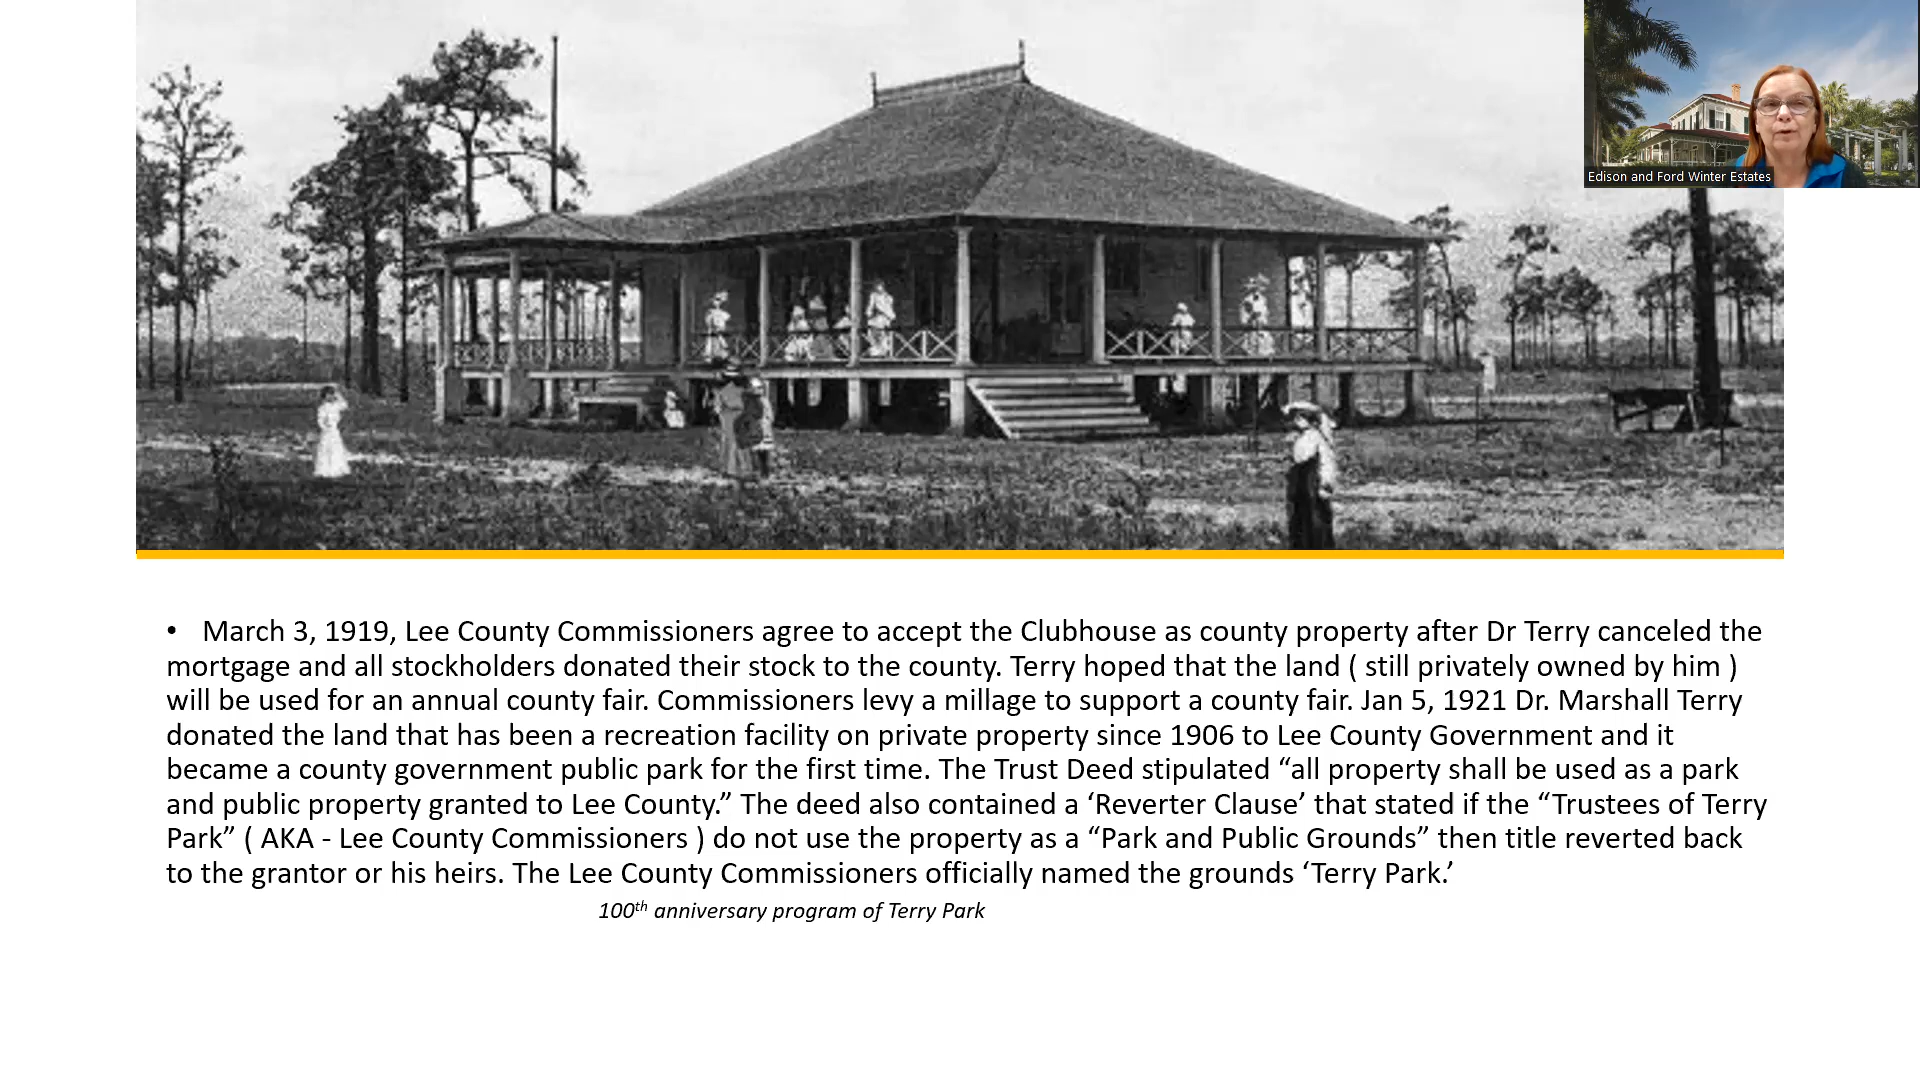 Edison and Ford Winter Estates
• March 3, 1919, Lee County Commissioners agree to accept the Clubhouse as county property after Dr Terry canceled the
mortgage and all stockholders donated their stock to the county. Terry hoped that the land ( still privately owned by him )
will be used for an annual county fair. Commissioners levy a millage to support a county fair. Jan 5, 1921 Dr. Marshall Terry
donated the land that has been a recreation facility on private property since 1906 to Lee County Government and it
became a county government public park for the first time. The Trust Deed stipulated “all property shall be used as a park
and public property granted to Lee County.” The deed also contained a ‘Reverter Clause’ that stated if the “Trustees of Terry
Park” ( AKA - Lee County Commissioners ) do not use the property as a “Park and Public Grounds” then title reverted back
to the grantor or his heirs. The Lee County Commissioners officially named the grounds ‘Terry Park.’
100th anniversary program of Terry Park